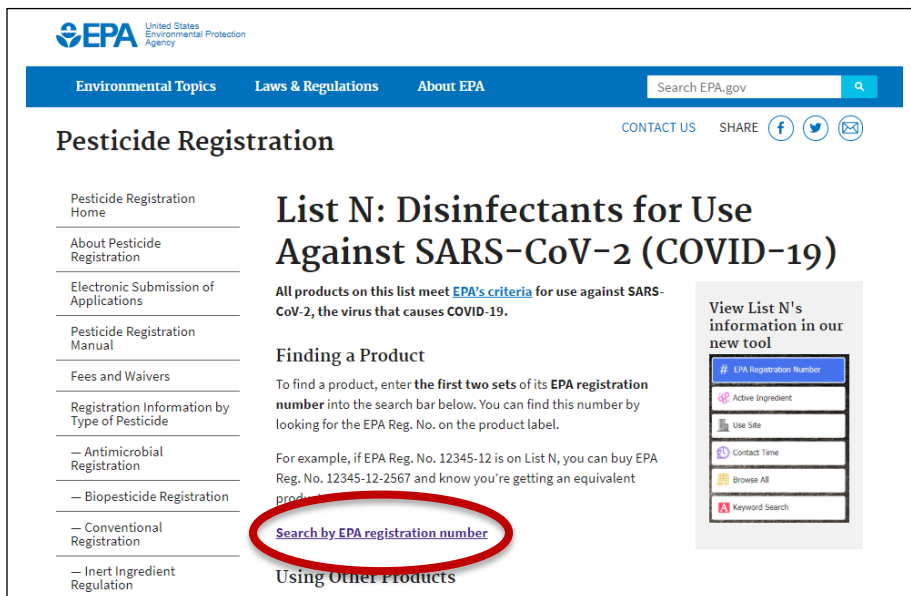 EPA United States
Environmental Protection
Agency
Environmental Topics Laws & Regulations About EPA Search EPA.gov
CONTACT US SHARE
Pesticide Registration
Pesticide Registration
Home
About Pesticide
Registration
Electronic Submission of
Applications
Pesticide Registration
Manual
Fees and Waivers
Registration Information by
Type of Pesticide
— Antimicrobial
Registration
— Biopesticide Registration
— Conventional
Registration
— Inert Ingredient
Regulation
List N: Disinfectants for Use
Against SARS-CoV-2 (COVID-19)
All products on this list meet EPA's criteria for use against SARS-
CoV-2, the virus that causes COVID-19.
Finding a Product
To find a product, enter the first two sets of its EPA registration
number into the search bar below. You can find this number by
looking for the EPA Reg. No. on the product label.
For example, if EPA Reg. No. 12345-12 is on List N, you can buy EPA
Reg. No. 12345-12-2567 and know you're getting an equivalent
Search by EPA registration number
Using Other Products
View List N's
information in our
new tool
# EPA Registration Number
Active Ingredient
Use Site
Contact Time
Browse All
A Keyword Search